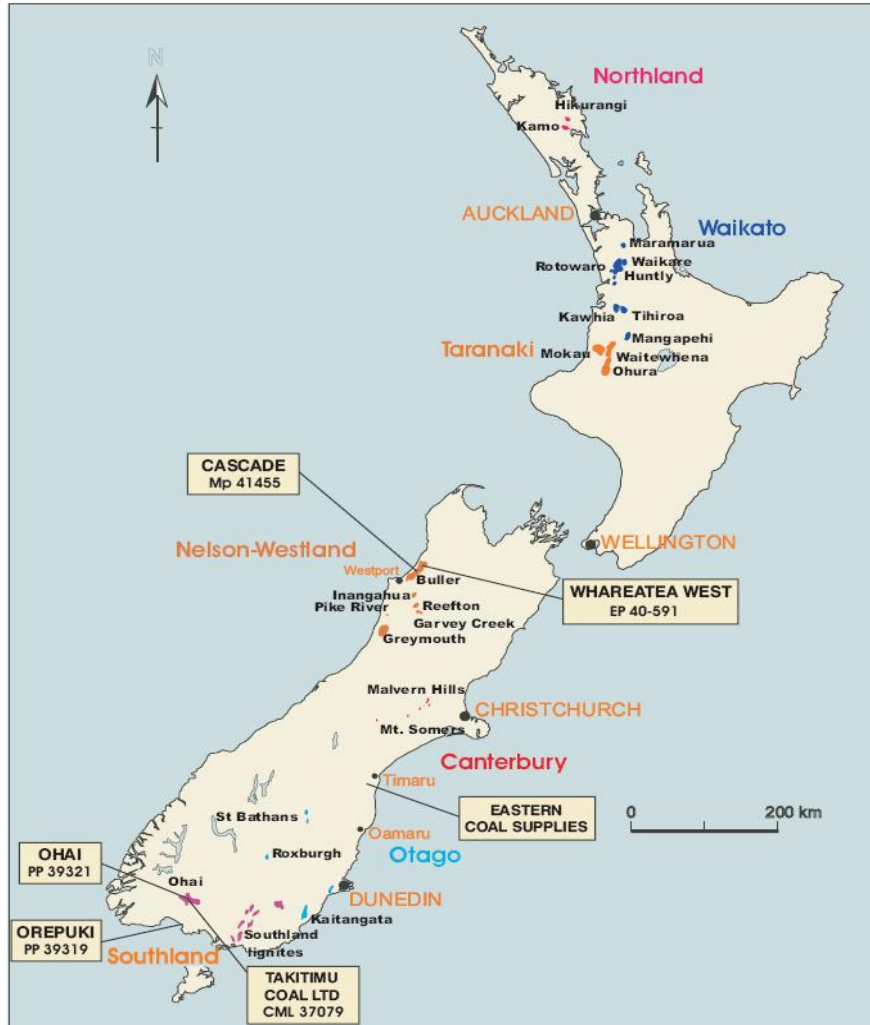 N
Northland
Hikurangi
Kamo
AUCKLAND
Waikato
Maramarua
Rotowaro
Waikare
Huntly
Kawhia
Tihiroa
Mangapehi
Taranaki
Mokau
Waitewhena
Ohura
CASCADE
Mp 41455
Nelson-Westland
WELLINGTON
Westport
Buller
WHAREATEA WEST
EP 40-591
Inangahua
Pike River
Reefton
Garvey Creek
Greymouth
Malvern Hills
CHRISTCHURCH
Mt. Somers
Canterbury
Timaru
EASTERN
COAL SUPPLIES
0 200 km
St Bathans
Oamaru
OHAI
PP 39321
Roxburgh
Otago
Ohai
DUNEDIN
Kaitangata
OREPUKI
PP 39319
Southland
lignites
Southland
TAKITIMU
COAL LTD
CML 37079